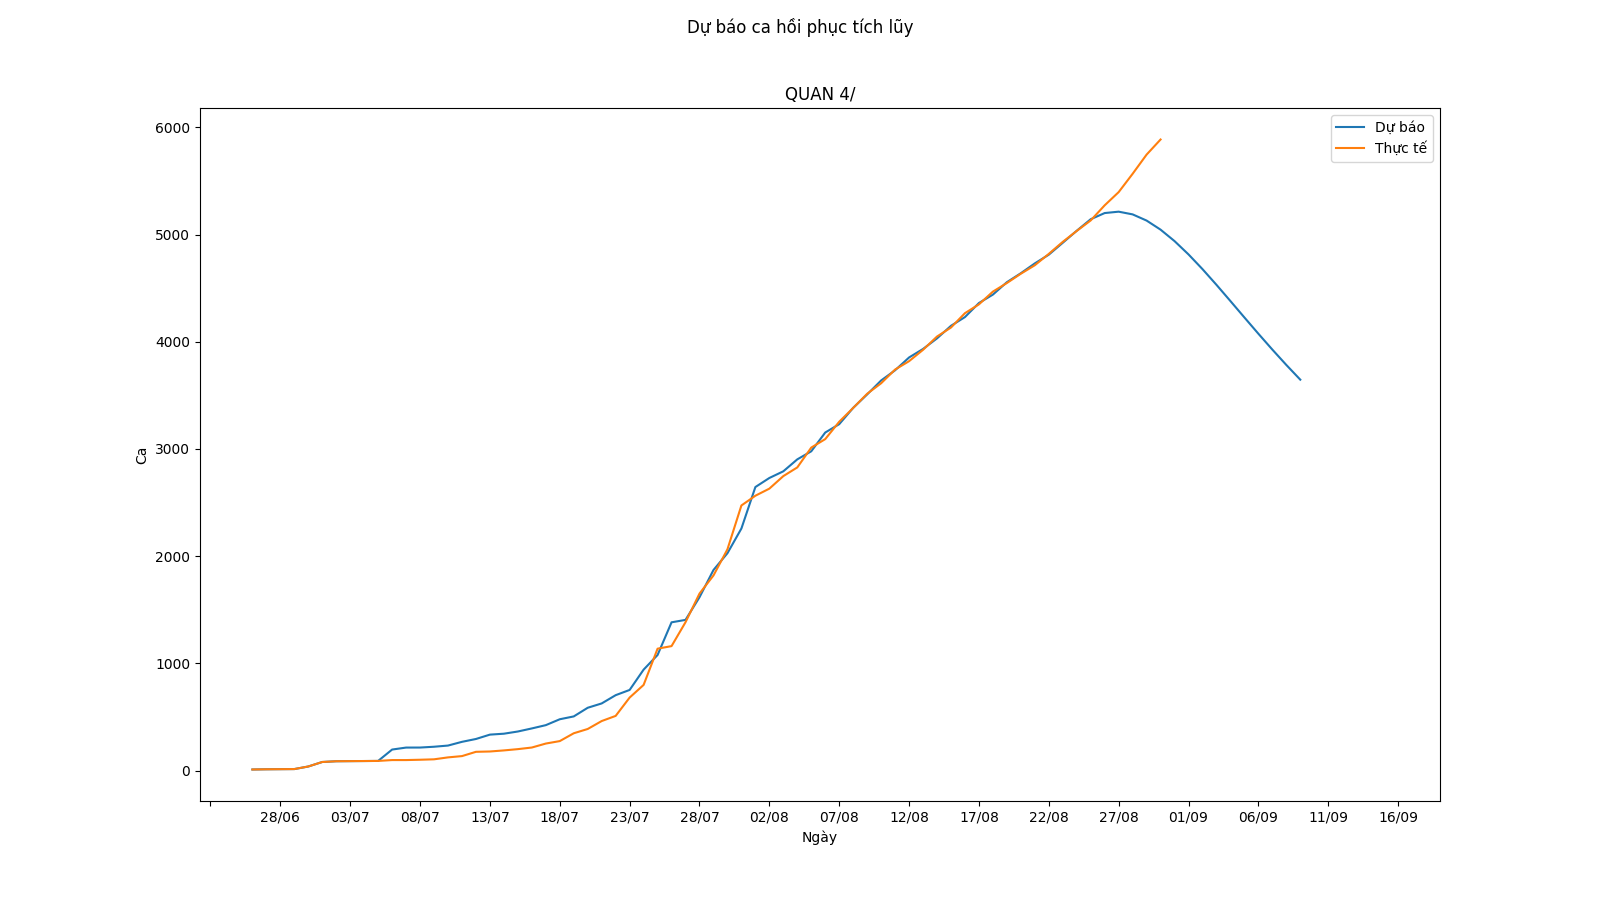 Dự báo ca hồi phục tích lũy
QUAN 4/
Dự báo
Thực tế
6000
5000
4000
3000
2000
1000
0
Ca
28/06 03/07 08/07 13/07 18/07 23/07 28/07 02/08 07/08 12/08 17/08 22/08 27/08 01/09 06/09 11/09 16/09
Ngày